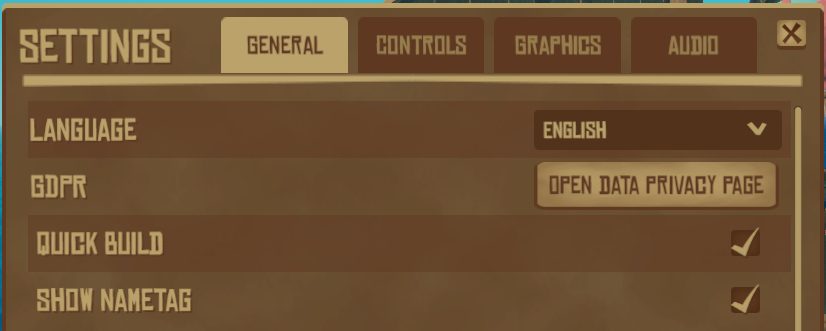 SETTINGS
GENERAL
CONTROLS
GRAPHICS
AUDIO
LANGUAGE
ENGLISH
GDPR
OPEN DATA PRIVACY PAGE
QUICK BUILD
SHOW NAMETAG